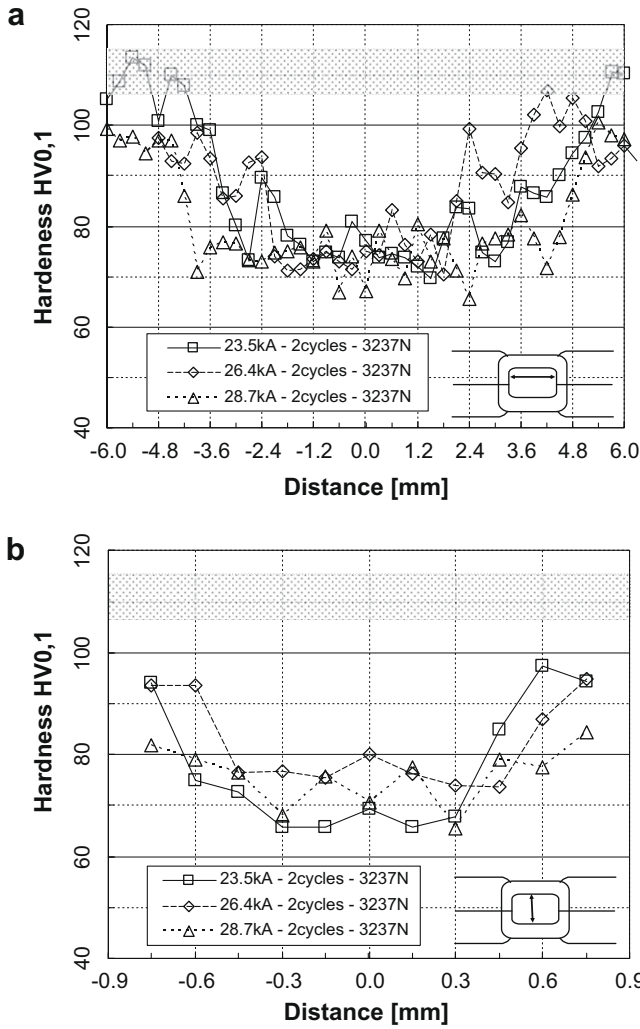 a
Hardeness HV0,1
120
100
80
60
40
23.5kA - 2cycles - 3237N
26.4kA - 2cycles - 3237N
28.7kA - 2cycles - 3237N
-6.0 -4.8 -3.6 -2.4 -1.2 0.0 1.2 2.4 3.6 4.8 6.0
Distance [mm]
b
Hardness HV0,1
120
100
80
60
40
23.5kA - 2cycles - 3237N
26.4kA - 2cycles - 3237N
28.7kA - 2cycles - 3237N
-0.9 -0.6 -0.3 0.0 0.3 0.6 0.9
Distance [mm]